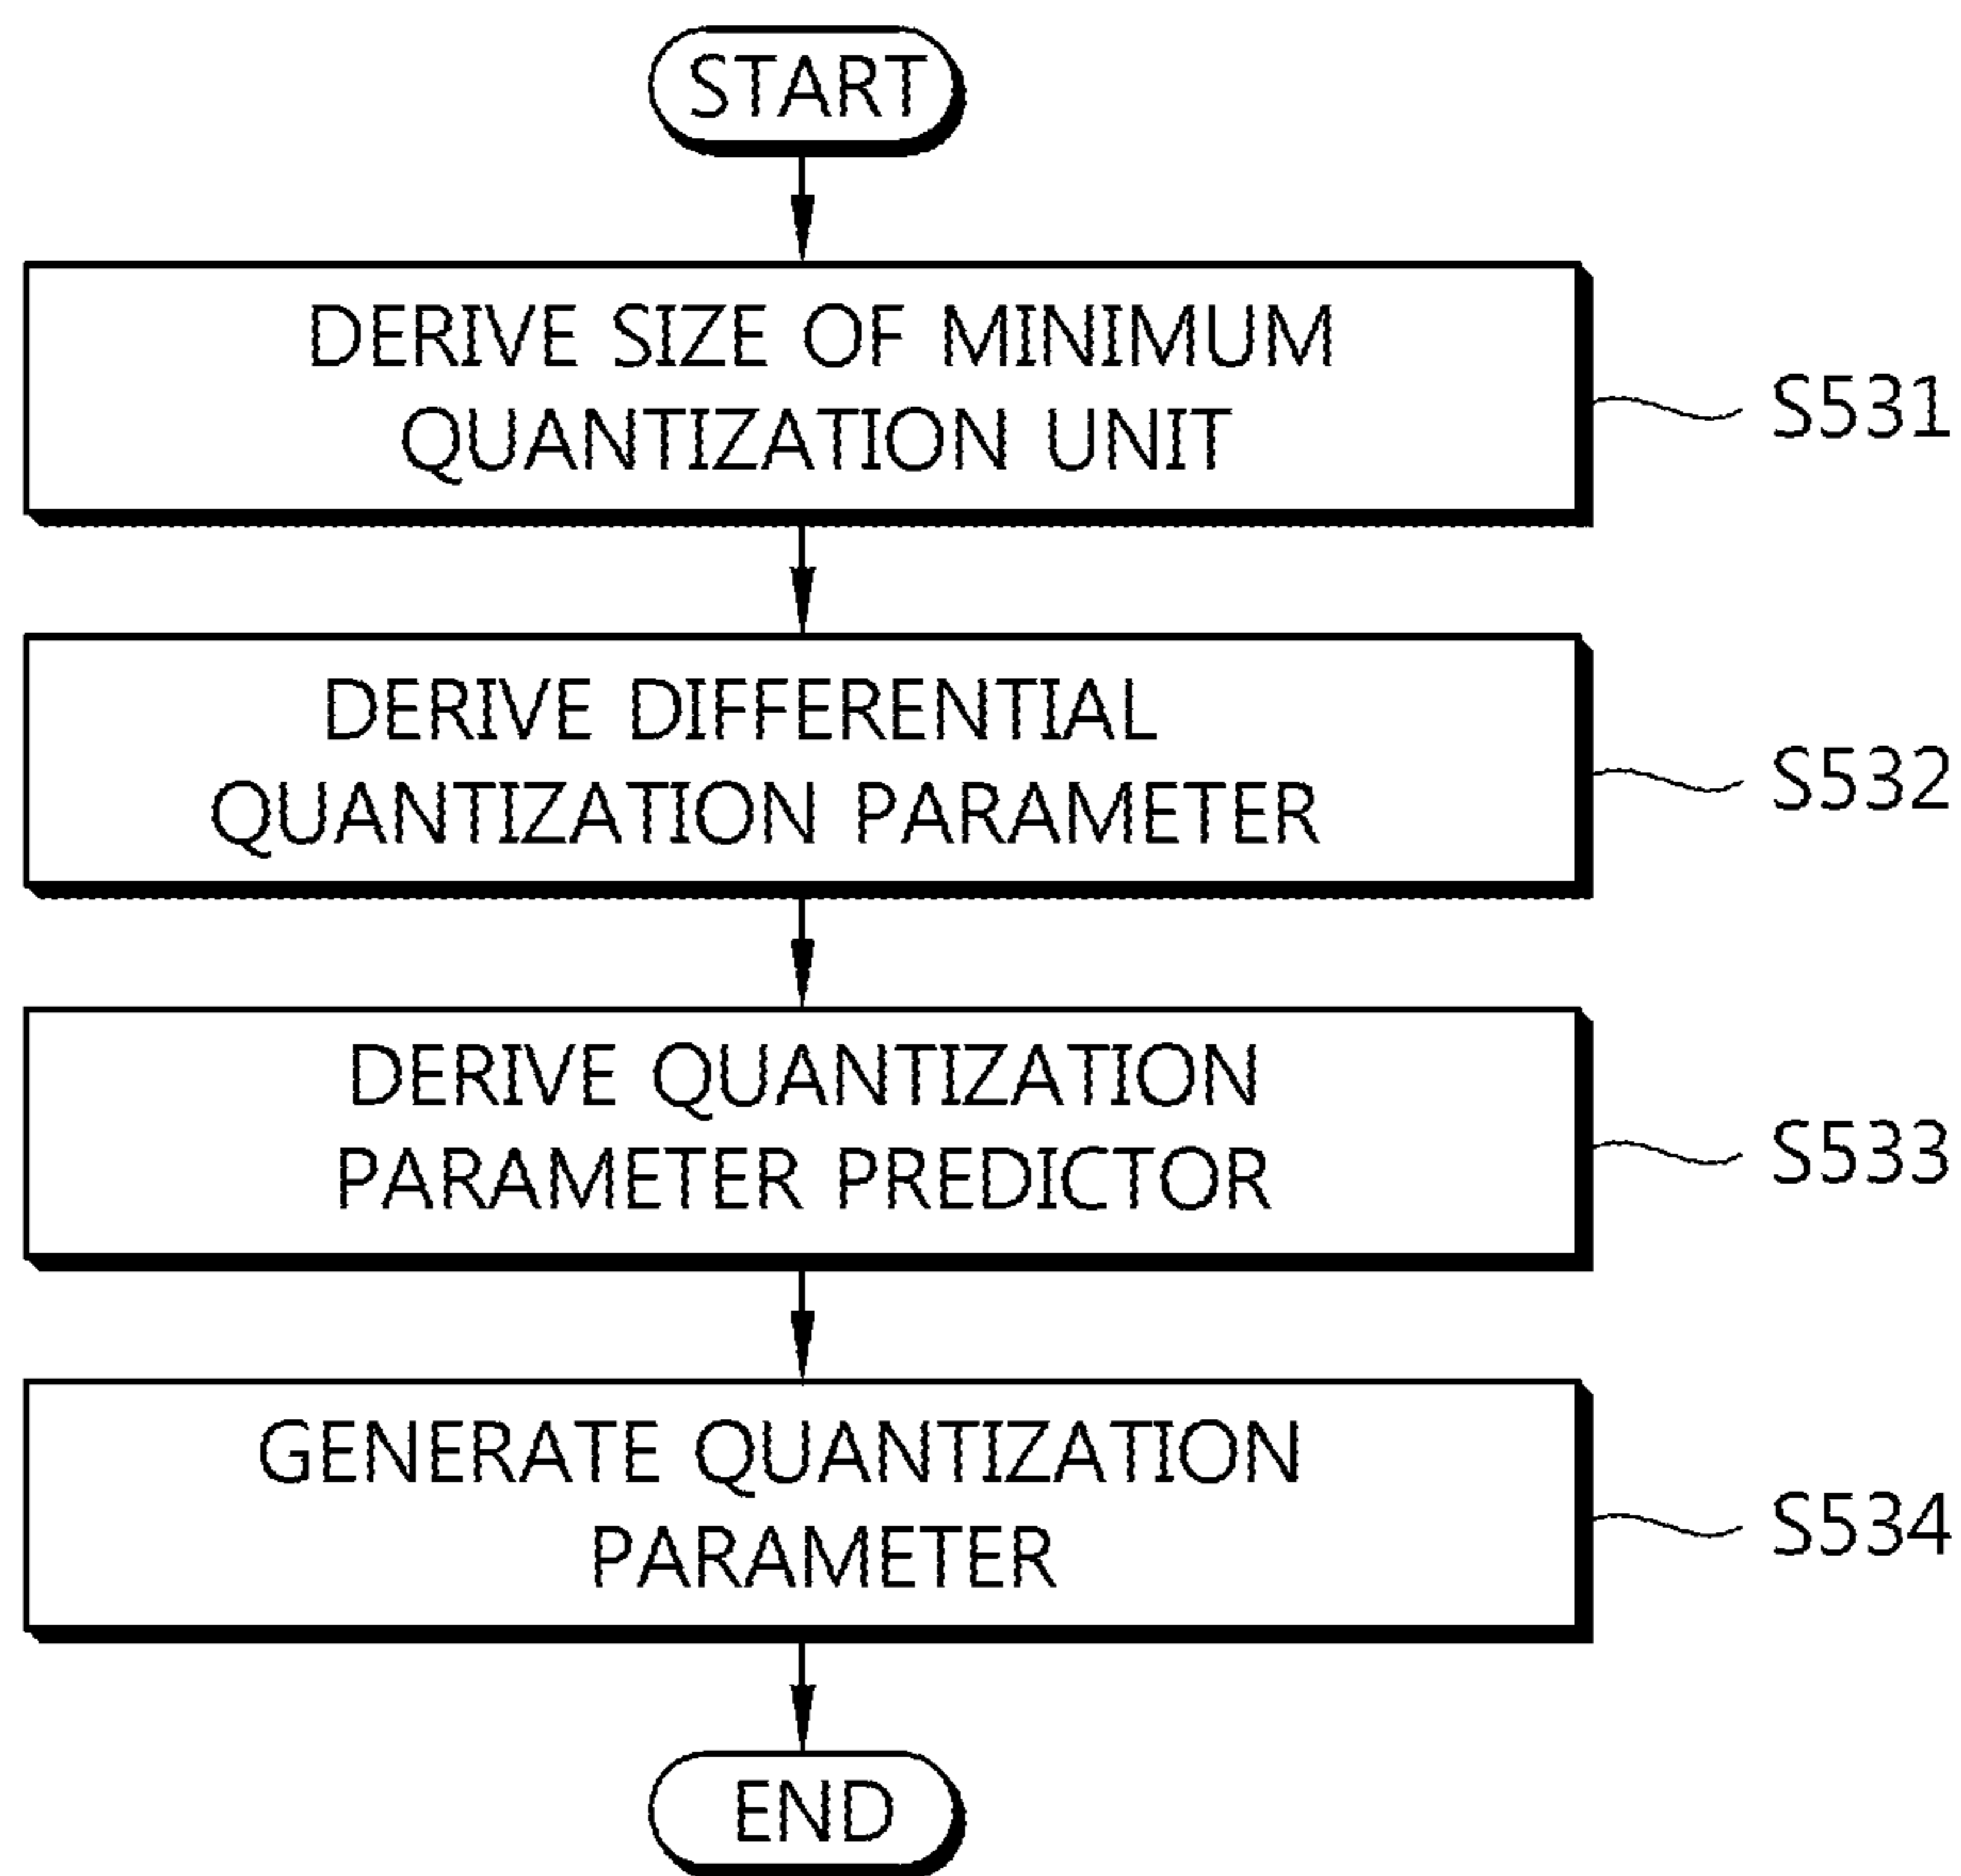 START
DERIVE SIZE OF MINIMUM
QUANTIZATION UNIT
S531
DERIVE DIFFERENTIAL
QUANTIZATION PARAMETER
S532
DERIVE QUANTIZATION
PARAMETER PREDICTOR
S533
GENERATE QUANTIZATION
PARAMETER
S534
END